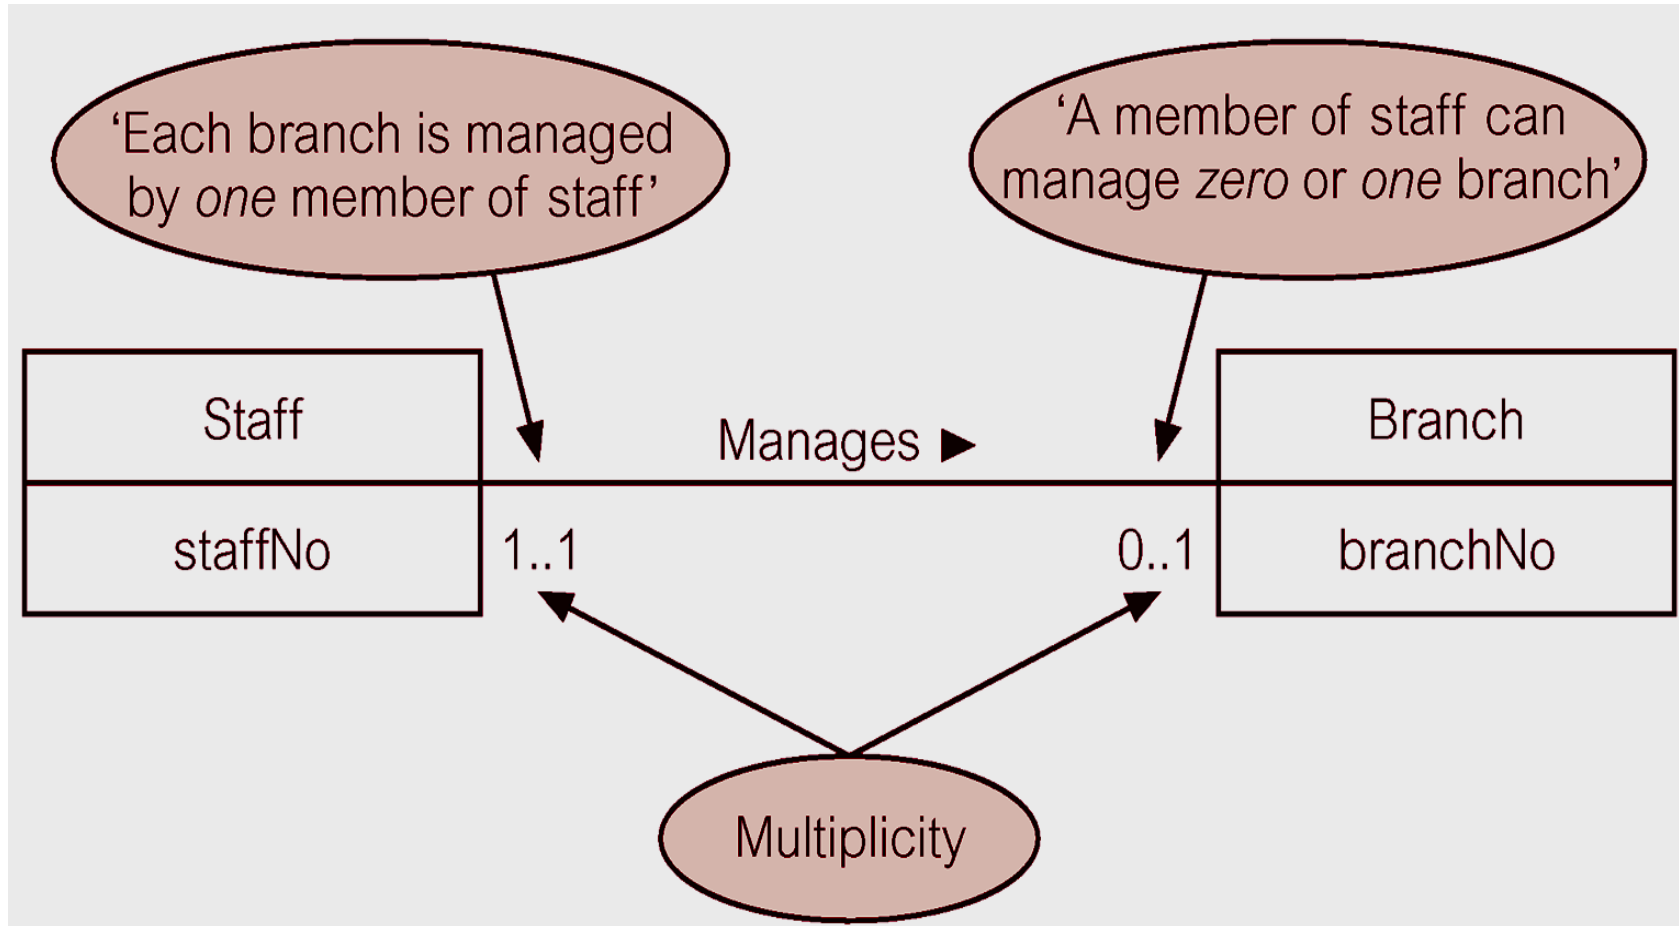 ‘Each branch is managed
by one member of staff’
‘A member of staff can
manage zero or one branch’
Staff
Manages ►
Branch
staffNo
1..1
0..1
branchNo
Multiplicity